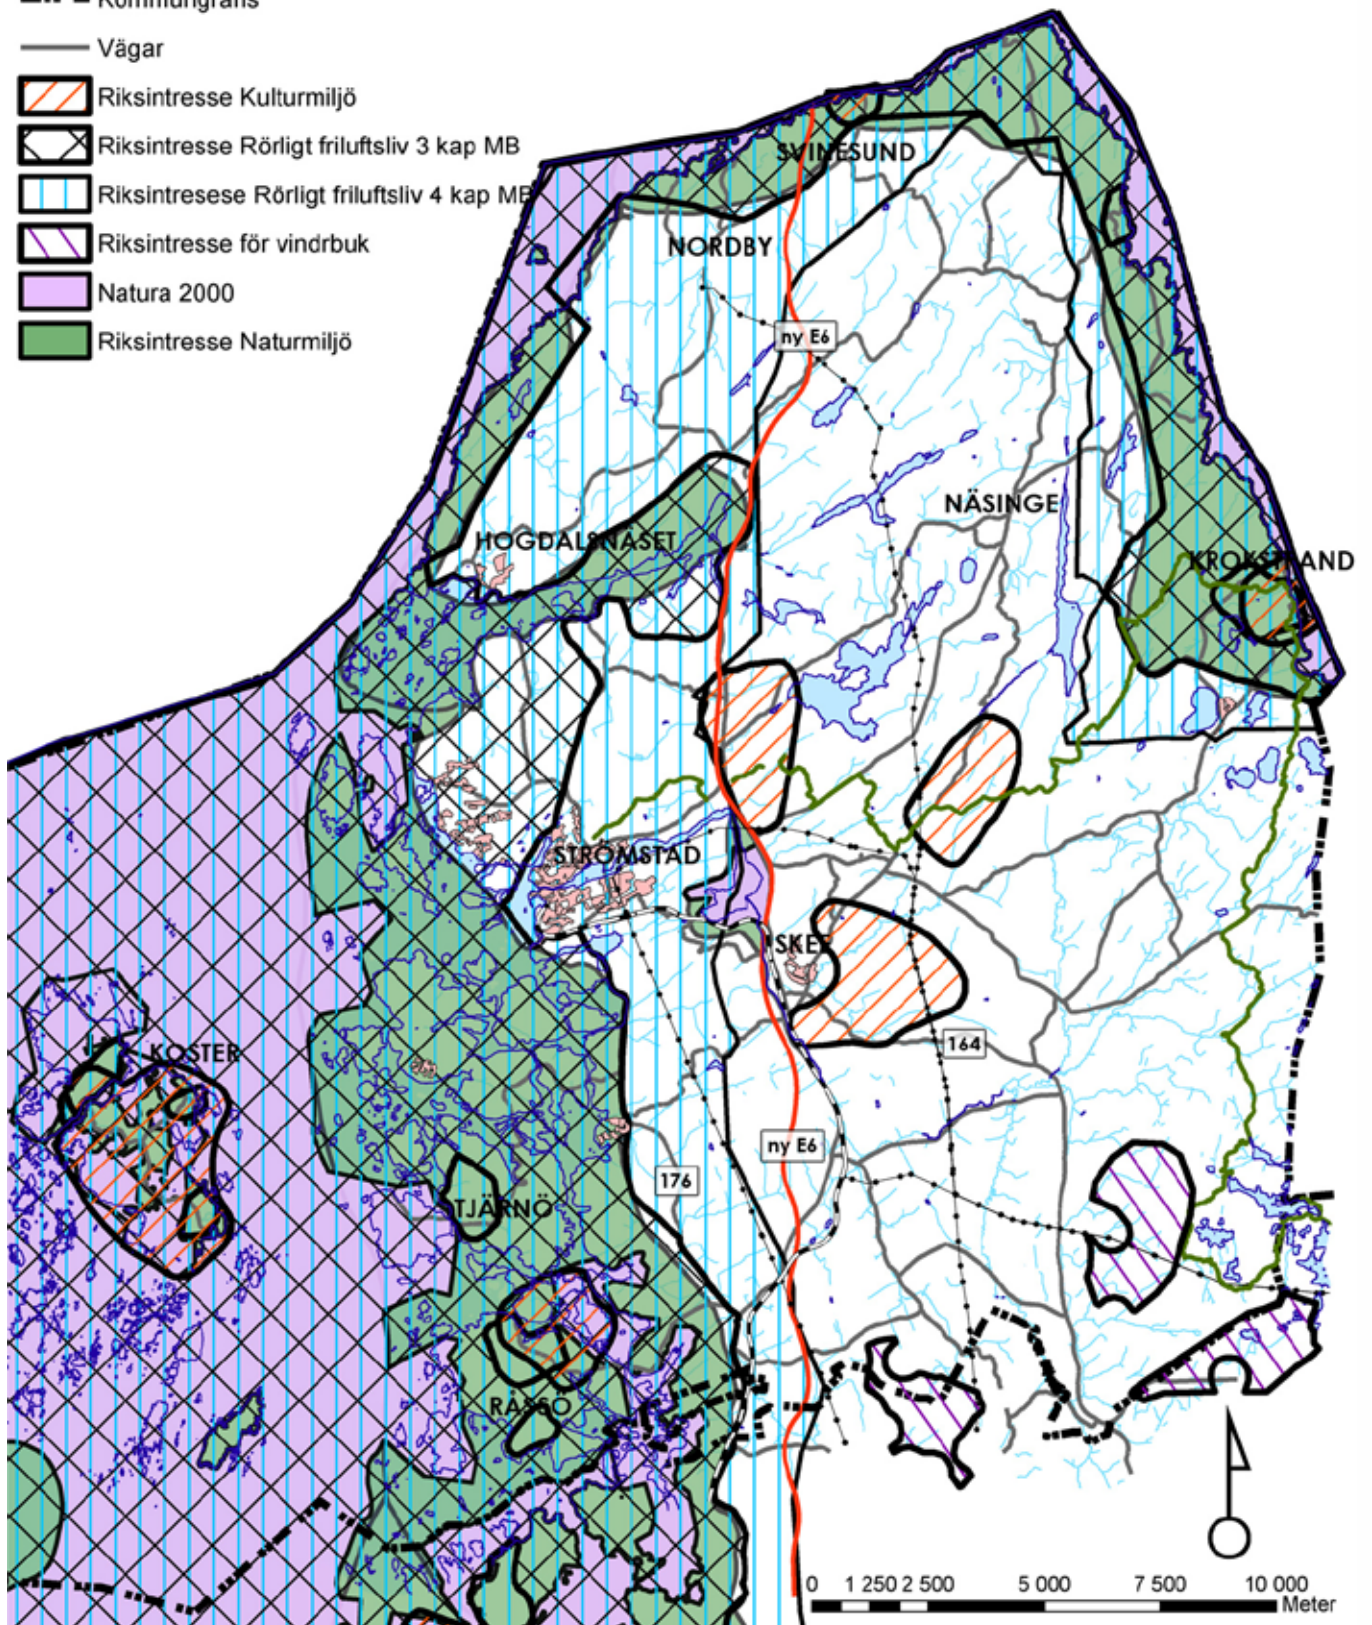 Kommungräns
Vägar
Riksintresse Kulturmiljö
Riksintresse Rörligt friluftsliv 3 kap MB
Riksintresese Rörligt friluftsliv 4 kap MB
Riksintresse för vindrbuk
Natura 2000
Riksintresse Naturmiljö
SVINESUND
NORDBY
ny E6
NÄSINGE
HOGDALSNÄSET
KROKSTRAND
STRÖMSTAD
SKEE
KOSTER
164
ny E6
176
TJÄRNÖ
RÅSSÖ
0 1 250 2 500 5 000 7 500 10 000
Meter